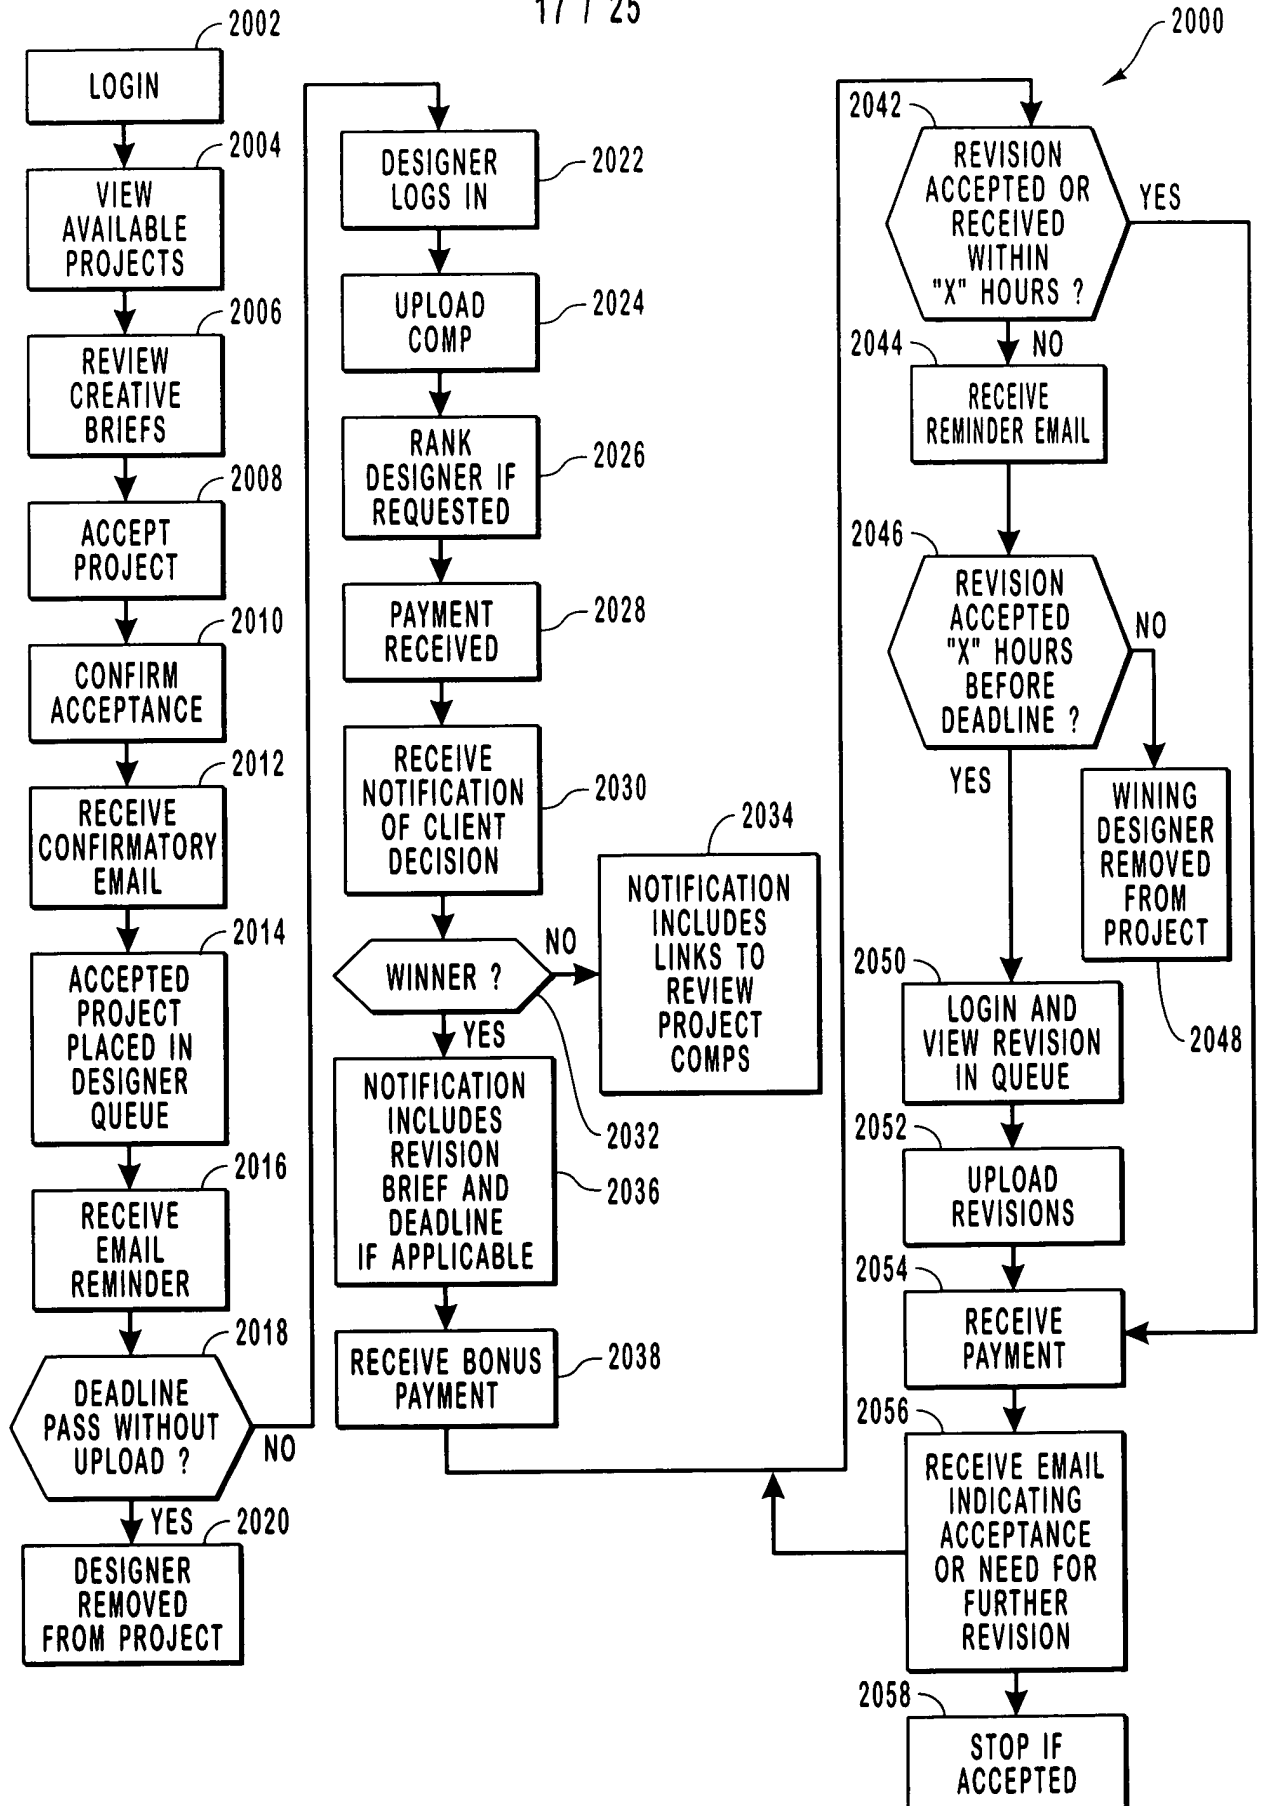 17 / 25
2000
2002
LOGIN
2004
VIEW
AVAILABLE
PROJECTS
2006
REVIEW
CREATIVE
BRIEFS
2008
ACCEPT
PROJECT
2010
CONFIRM
ACCEPTANCE
2012
RECEIVE
CONFIRMATORY
EMAIL
2014
ACCEPTED
PROJECT
PLACED IN
DESIGNER
QUEUE
2016
RECEIVE
EMAIL
REMINDER
2018
DEADLINE
PASS WITHOUT
UPLOAD ?
NO
YES
2020
DESIGNER
REMOVED
FROM PROJECT
DESIGNER
LOGS IN
2022
UPLOAD
COMP
2024
RANK
DESIGNER IF
REQUESTED
2026
PAYMENT
RECEIVED
2028
RECEIVE
NOTIFICATION
OF CLIENT
DECISION
2030
WINNER ?
NO
YES
2032
2034
NOTIFICATION
INCLUDES
LINKS TO
REVIEW
PROJECT
COMPS
NOTIFICATION
INCLUDES
REVISION
BRIEF AND
DEADLINE
IF APPLICABLE
2036
RECEIVE BONUS
PAYMENT
2038
2042
REVISION
ACCEPTED OR
RECEIVED
WITHIN
"X" HOURS ?
YES
NO
2044
RECEIVE
REMINDER EMAIL
2046
REVISION
ACCEPTED
"X" HOURS
BEFORE
DEADLINE ?
NO
YES
WINING
DESIGNER
REMOVED
FROM
PROJECT
2048
2050
LOGIN AND
VIEW REVISION
IN QUEUE
2052
UPLOAD
REVISIONS
2054
RECEIVE
PAYMENT
2056
RECEIVE EMAIL
INDICATING
ACCEPTANCE
OR NEED FOR
FURTHER
REVISION
2058
STOP IF
ACCEPTED